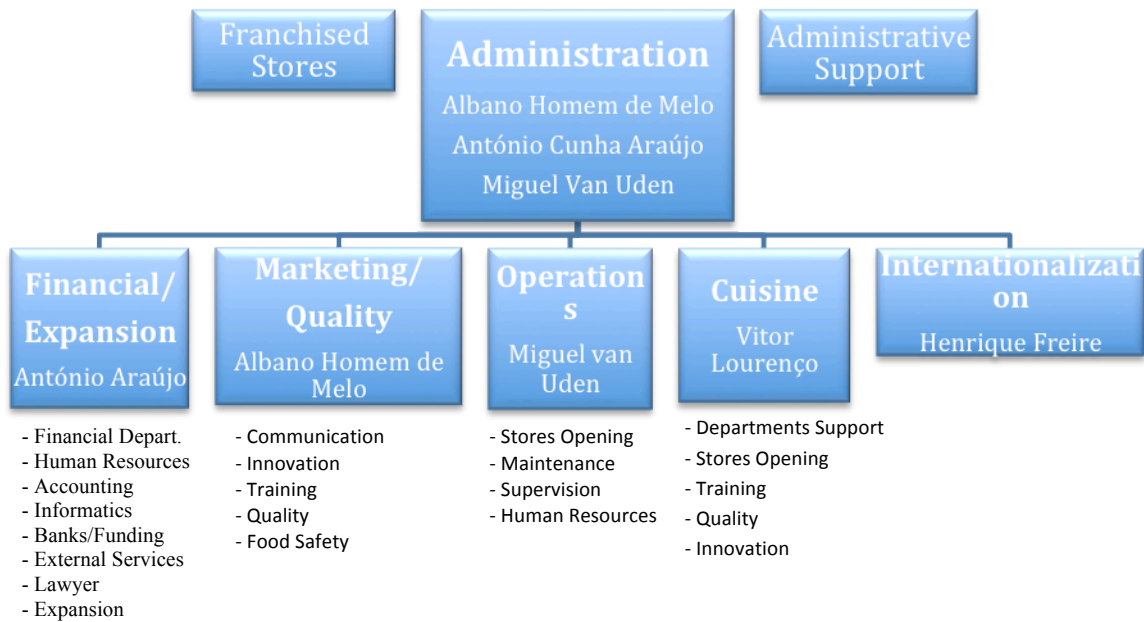 Franchised
Stores
Administration
Albano Homem de Melo
António Cunha Araújo
Miguel Van Uden
Administrative
Support
Financial/
Expansion
António Araújo
Marketing/
Quality
Albano Homem de
Melo
Operation
s
Miguel van
Uden
Cuisine
Vitor
Lourenço
Internationalizati
on
Henrique Freire
- Financial Depart.
- Human Resources
- Accounting
- Informatics
- Banks/Funding
- External Services
- Lawyer
- Expansion
- Communication
- Innovation
- Training
- Quality
- Food Safety
- Stores Opening
- Maintenance
- Supervision
- Human Resources
- Departments Support
- Stores Opening
- Training
- Quality
- Innovation